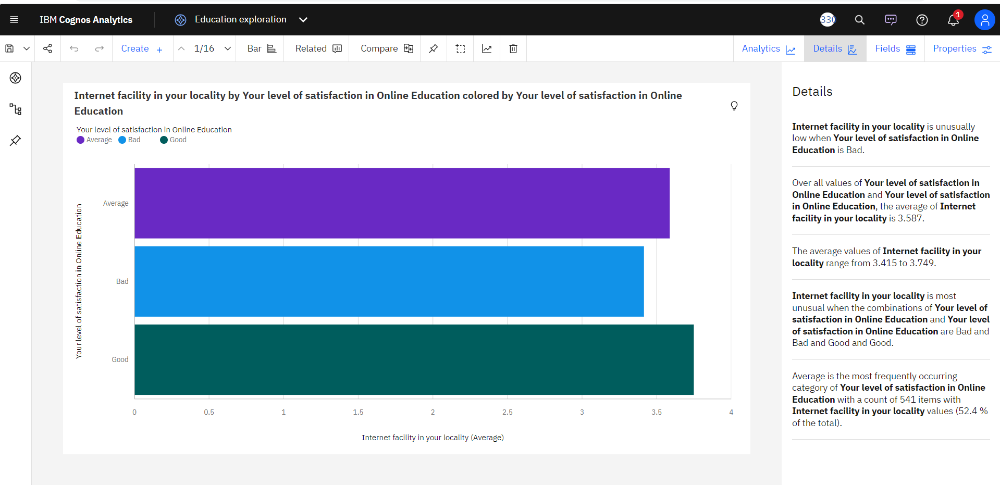 IBM Cognos Analytics
Education exploration
330
1
Create +
1/16
Bar
Related
Compare
Analytics
Details
Fields
Properties
Internet facility in your locality by Your level of satisfaction in Online Education colored by Your level of satisfaction in Online
Education
Your level of satisfaction in Online Education
Average
Bad
Good
Your level of satisfaction in Online Education
Average
Bad
Good
0
0.5
1
1.5
2
2.5
3
3.5
4
Internet facility in your locality (Average)
Details
Internet facility in your locality is unusually
low when Your level of satisfaction in Online
Education is Bad.
Over all values of Your level of satisfaction in
Online Education and Your level of satisfaction
in Online Education, the average of Internet
facility in your locality is 3.587.
The average values of Internet facility in your
locality range from 3.415 to 3.749.
Internet facility in your locality is most
unusual when the combinations of Your level of
satisfaction in Online Education and Your level
of satisfaction in Online Education are Bad and
Bad and Good and Good.
Average is the most frequently occurring
category of Your level of satisfaction in Online
Education with a count of 541 items with
Internet facility in your locality values (52.4 %
of the total).